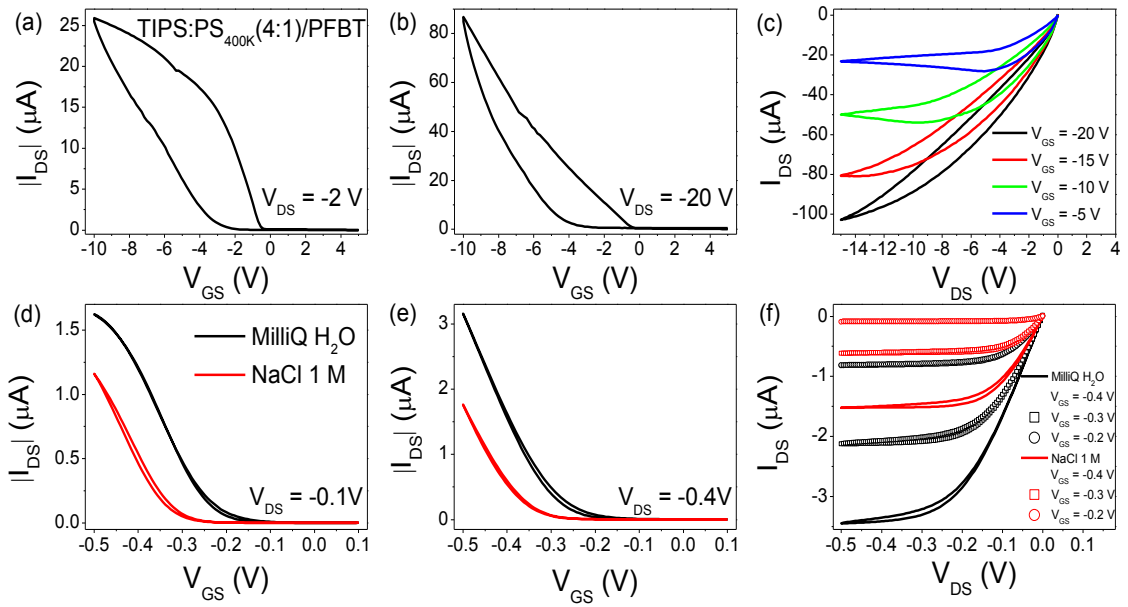 (a)
TIPS:PS400K(4:1)/PFBT
25
20
15
10
5
0
|IDS| (μA)
VDS = -2 V
-10 -8 -6 -4 -2 0 2 4
VGS (V)
(b)
80
60
40
20
0
|IDS| (μA)
VDS = -20 V
-10 -8 -6 -4 -2 0 2 4
VGS (V)
(c)
0
-20
-40
-60
-80
-100
IDS (μA)
VGS = -20 V
VGS = -15 V
VGS = -10 V
VGS = -5 V
-14 -12 -10 -8 -6 -4 -2 0 2 4
VDS (V)
(d)
1.5
1.0
0.5
0.0
|IDS| (μA)
MilliQ H2O
NaCl 1 M
VDS = -0.1V
-0.5 -0.4 -0.3 -0.2 -0.1 0.0 0.1
VGS (V)
(e)
3
2
1
0
|IDS| (μA)
VDS = -0.4V
-0.5 -0.4 -0.3 -0.2 -0.1 0.0 0.1
VGS (V)
(f)
0
-1
-2
-3
IDS (μA)
MilliQ H2O
VGS = -0.4 V
VGS = -0.3 V
VGS = -0.2 V
NaCl 1 M
VGS = -0.4 V
VGS = -0.3 V
VGS = -0.2 V
-0.5 -0.4 -0.3 -0.2 -0.1 0.0 0.1
VDS (V)